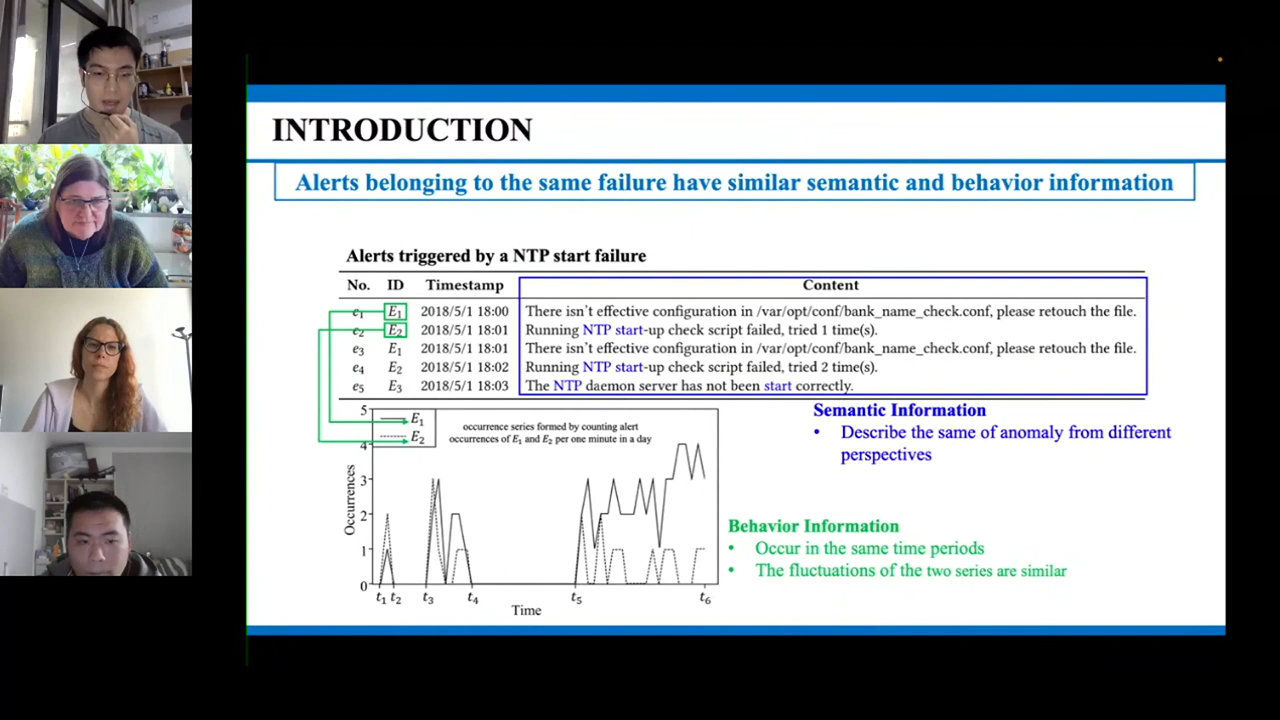 INTRODUCTION
Alerts belonging to the same failure have similar semantic and behavior information
Alerts triggered by a NTP start failure
No. ID Timestamp Content
e1 E1 2018/5/1 18:00 There isn't effective configuration in /var/opt/conf/bank_name_check.conf, please retouch the file.
e2 E2 2018/5/1 18:01 Running NTP start-up check script failed, tried 1 time(s).
e3 E1 2018/5/1 18:01 There isn't effective configuration in /var/opt/conf/bank_name_check.conf, please retouch the file.
e4 E2 2018/5/1 18:02 Running NTP start-up check script failed, tried 2 time(s).
e5 E3 2018/5/1 18:03 The NTP daemon server has not been start correctly.
5
4
3
2
1
0
Occurrences
E1
E2
occurrence series formed by counting alert
occurrences of E1 and E2 per one minute in a day
t1 t2 t3 t4 t5 t6
Time
Semantic Information
• Describe the same of anomaly from different
perspectives
Behavior Information
• Occur in the same time periods
• The fluctuations of the two series are similar